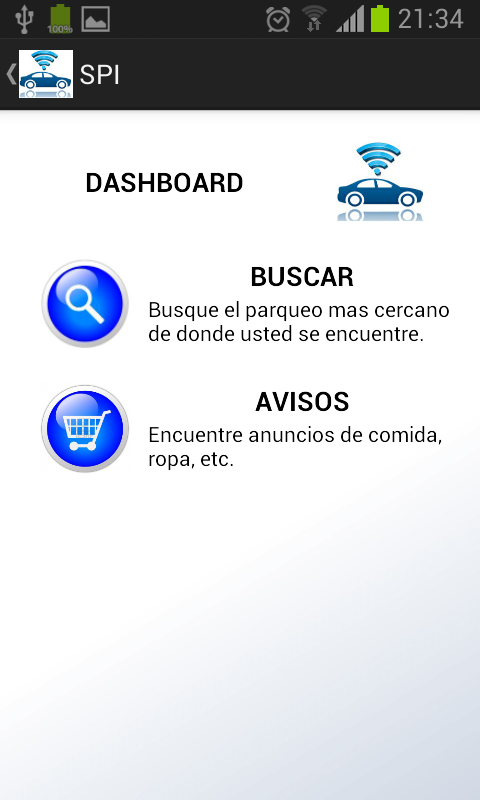 100%
21:34
SPI
DASHBOARD
BUSCAR
Busque el parqueo mas cercano
de donde usted se encuentre.
AVISOS
Encuentre anuncios de comida,
ropa, etc.